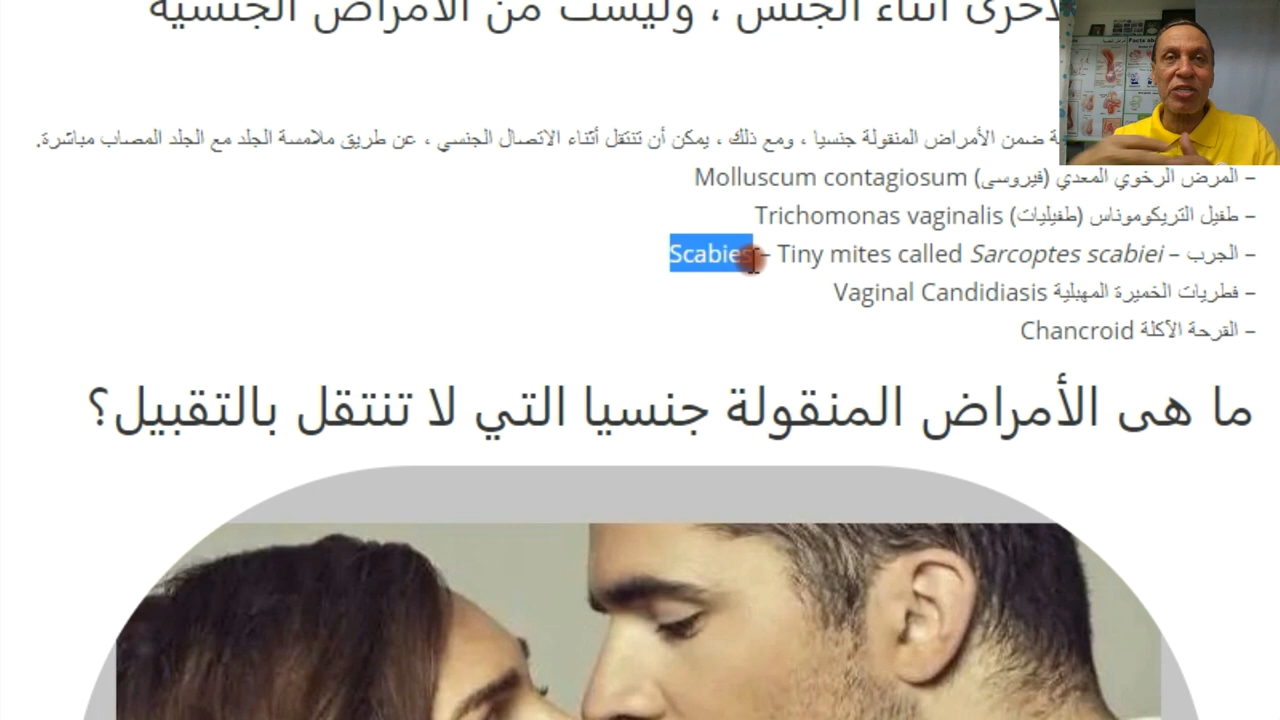 الأخرى أثناء الجنس ، وليست من الأمراض الجنسية
ضمن الأمراض المنقولة جنسيا ، ومع ذلك ، يمكن أن تنتقل أثناء الاتصال الجنسي ، عن طريق ملامسة الجلد مع الجلد المصاب مباشرة.
– المرض الرخوي المعدي (فيروسى) Molluscum contagiosum
– طفيل التريكوموناس (طفيليات) Trichomonas vaginalis
– الجرب – Scabies – Tiny mites called Sarcoptes scabiei
– فطريات الخميرة المهبلية Vaginal Candidiasis
– القرحة الآكلة Chancroid
ما هى الأمراض المنقولة جنسيا التي لا تنتقل بالتقبيل؟